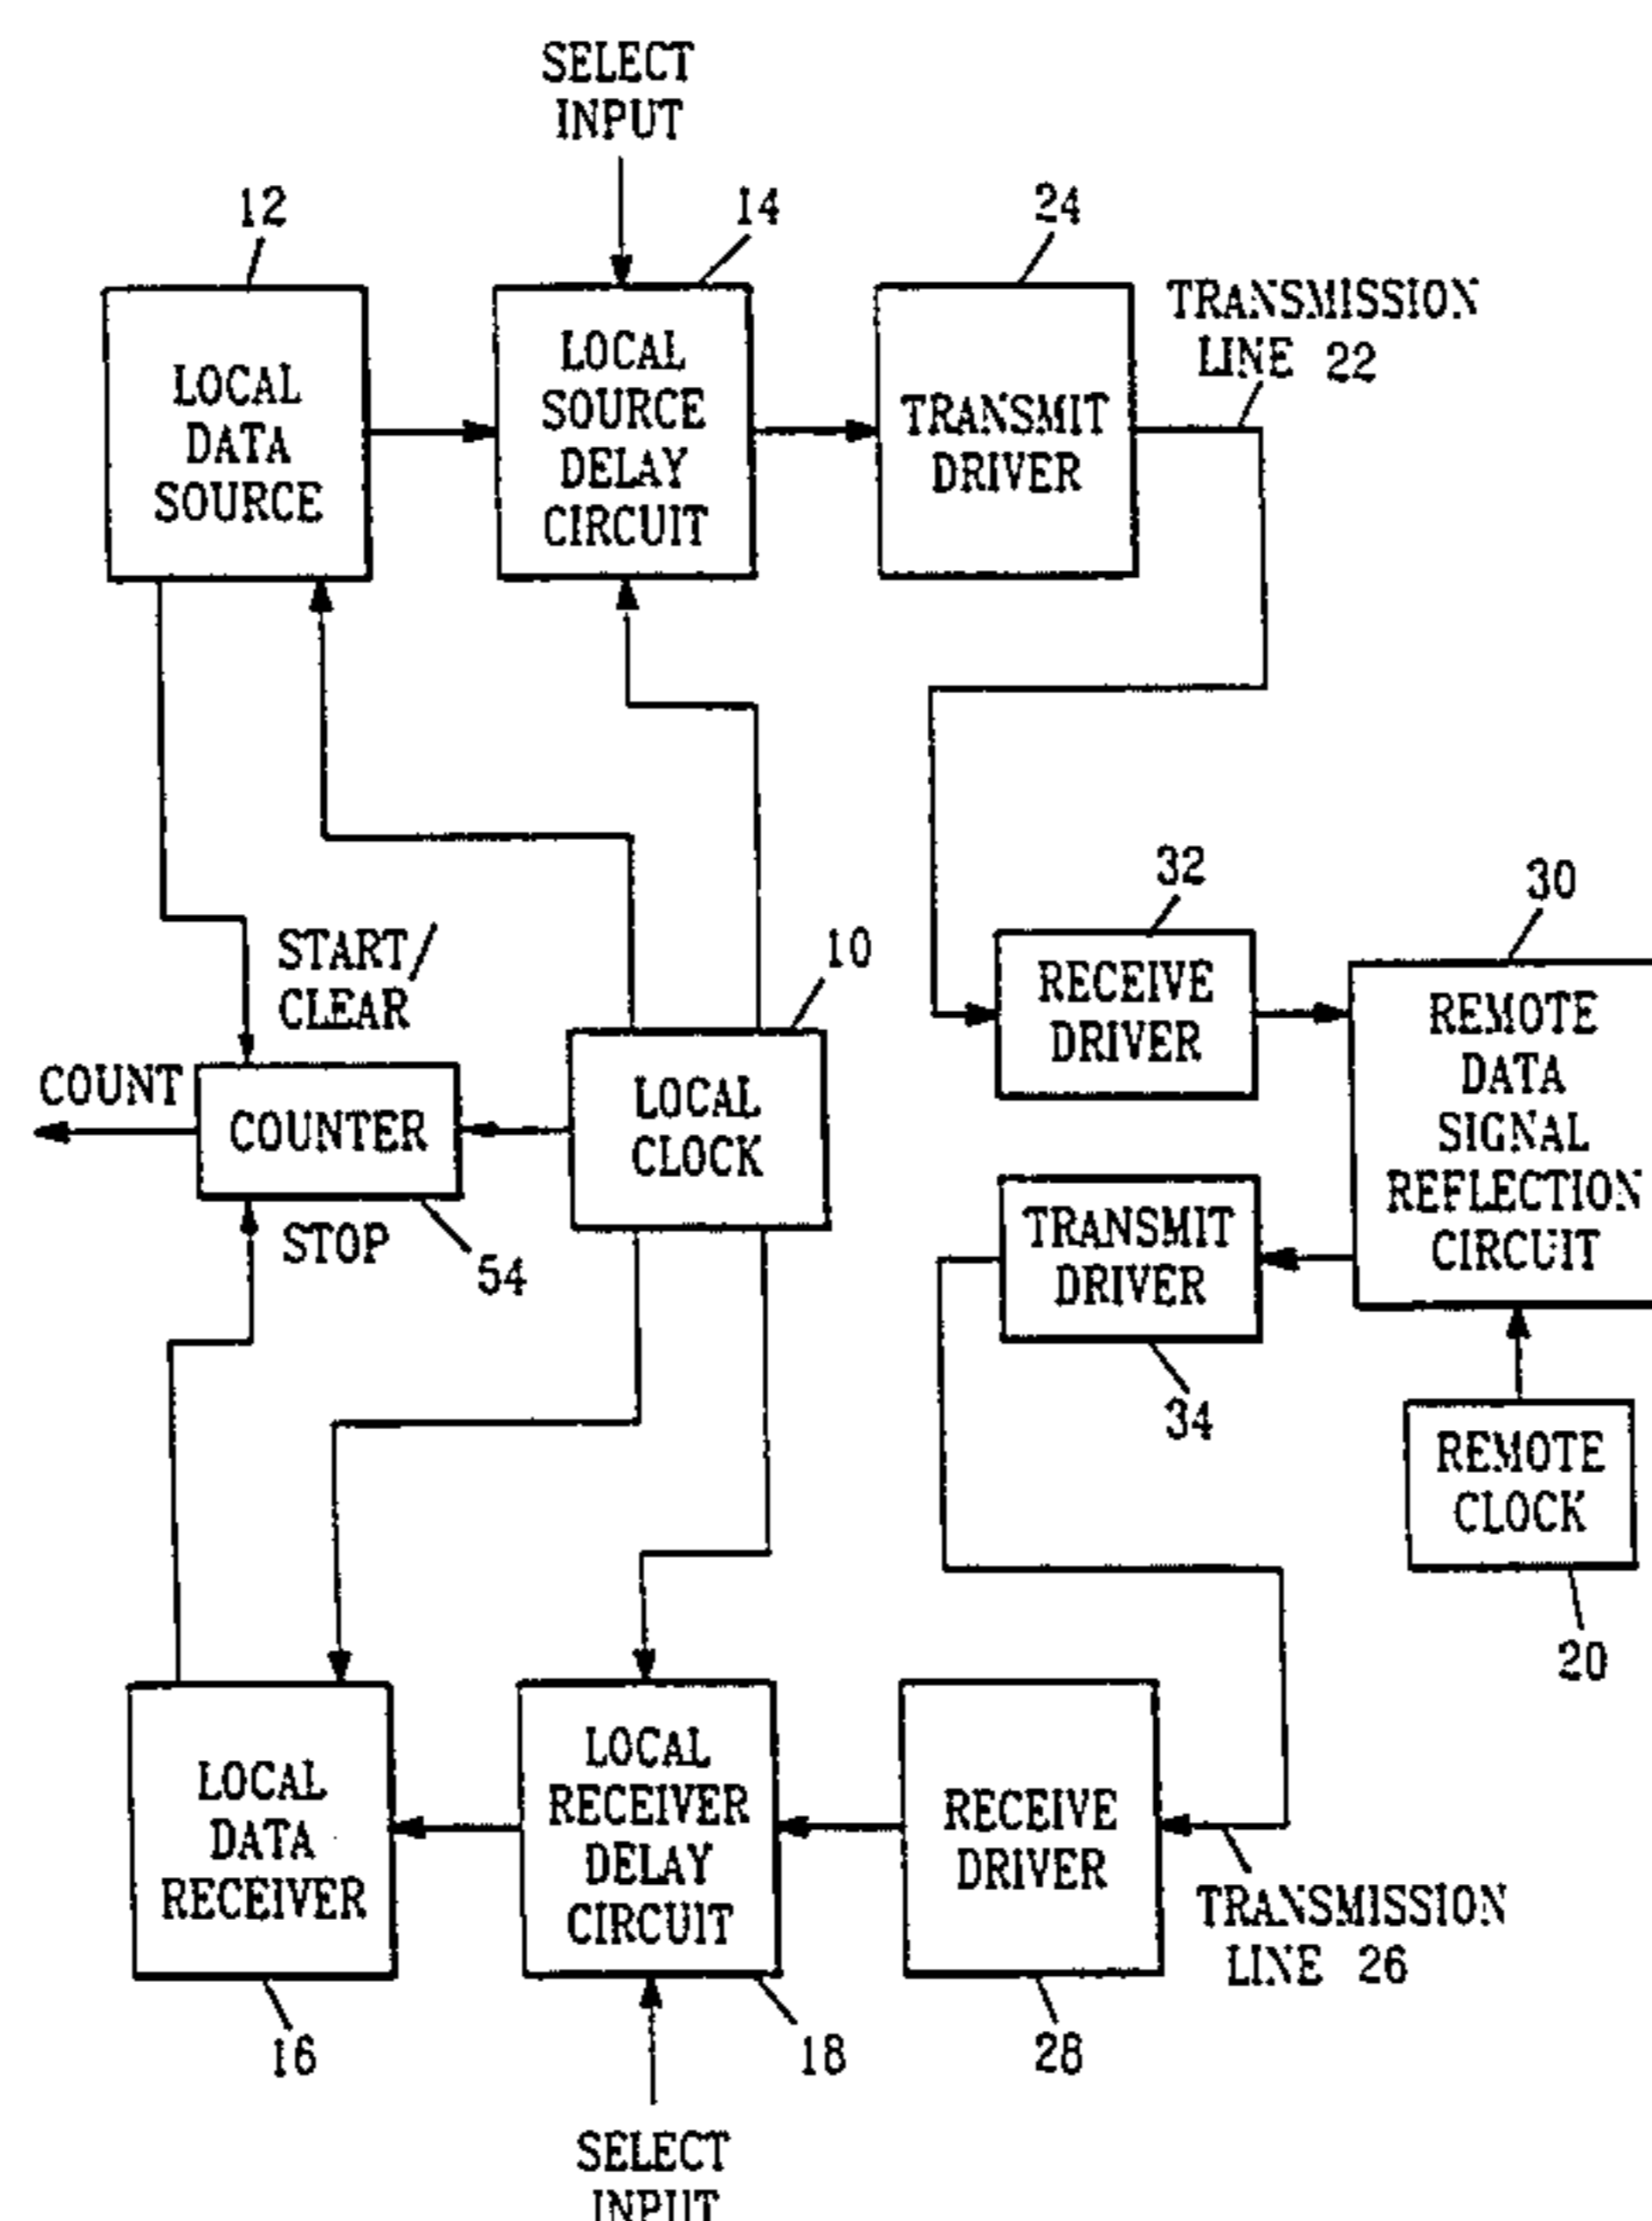 SELECT
INPUT
12
14
24
TRANSMISSION
LINE 22
LOCAL
DATA
SOURCE
LOCAL
SOURCE
DELAY
CIRCUIT
TRANSMIT
DRIVER
32
30
START/
CLEAR
10
RECEIVE
DRIVER
REMOTE
DATA
SIGNAL
REFLECTION
CIRCUIT
COUNT
COUNTER
LOCAL
CLOCK
STOP
54
TRANSMIT
DRIVER
34
REMOTE
CLOCK
20
LOCAL
DATA
RECEIVER
LOCAL
RECEIVER
DELAY
CIRCUIT
RECEIVE
DRIVER
TRANSMISSION
LINE 26
16
18
28
SELECT
INPUT